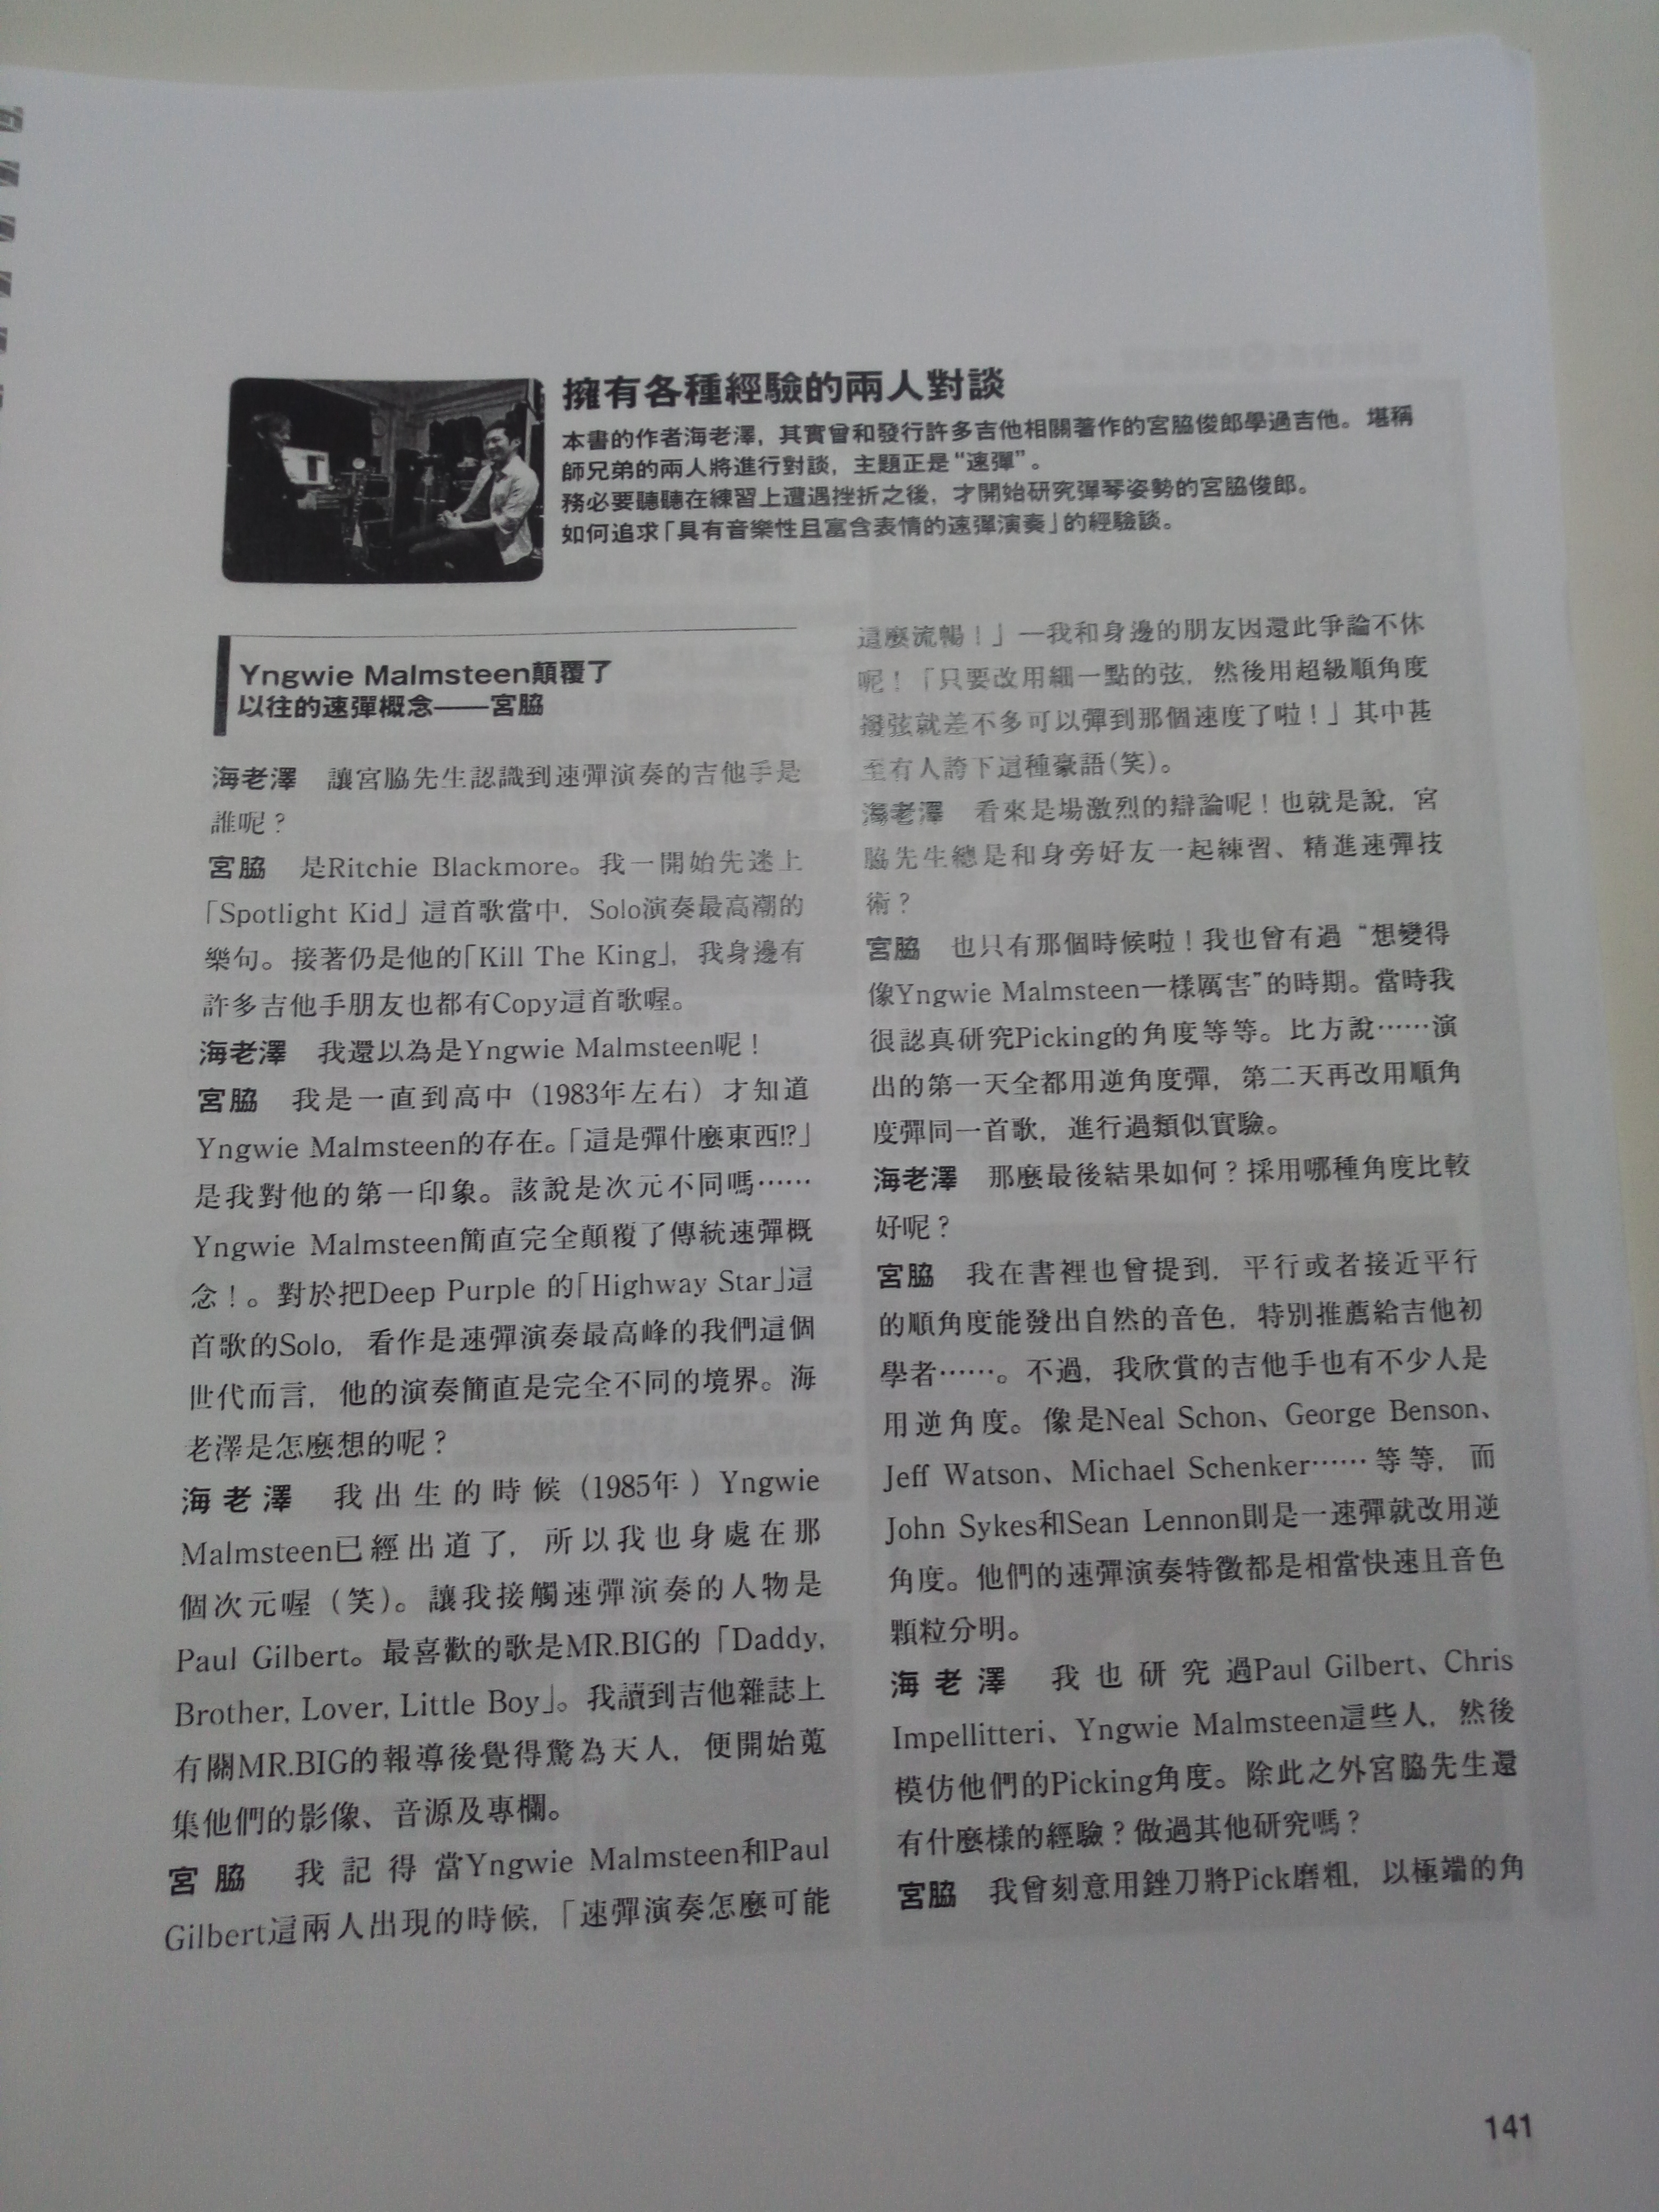 擁有各種經驗的兩人對談
本書的作者海老澤，其實曾和發行許多吉他相關著作的宮脇俊郎學過吉他。堪稱
師兄弟的兩人將進行對談，主題正是“速彈”。
務必要聽聽在練習上遭遇挫折之後，才開始研究彈琴姿勢的宮脇俊郎。
如何追求「具有音樂性且富含表情的速彈演奏」的經驗談。
Yngwie Malmsteen顛覆了
以往的速彈概念——宮脇
海老澤　讓宮脇先生認識到速彈演奏的吉他手是
誰呢？
宮脇　是Ritchie Blackmore。我一開始先迷上
「Spotlight Kid」這首歌當中，Solo演奏最高潮的
樂句。接著仍是他的「Kill The King」，我身邊有
許多吉他手朋友也都有Copy這首歌喔。
海老澤　我還以為是Yngwie Malmsteen呢！
宮脇　我是一直到高中（1983年左右）才知道
Yngwie Malmsteen的存在。「這是彈什麼東西!?」
是我對他的第一印象。該說是次元不同嗎……
Yngwie Malmsteen簡直完全顛覆了傳統速彈概
念！。對於把Deep Purple 的「Highway Star」這
首歌的Solo，看作是速彈演奏最高峰的我們這個
世代而言，他的演奏簡直是完全不同的境界。海
老澤是怎麼想的呢？
海老澤　我出生的時候（1985年）Yngwie
Malmsteen已經出道了，所以我也身處在那
個次元喔（笑）。讓我接觸速彈演奏的人物是
Paul Gilbert。最喜歡的歌是MR.BIG的「Daddy,
Brother, Lover, Little Boy」。我讀到吉他雜誌上
有關MR.BIG的報導後覺得驚為天人，便開始蒐
集他們的影像、音源及專欄。
宮脇　我記得當Yngwie Malmsteen和Paul
Gilbert這兩人出現的時候，「速彈演奏怎麼可能
這麼流暢！」—我和身邊的朋友因還此爭論不休
呢！「只要改用細一點的弦，然後用超級順角度
撥弦就差不多可以彈到那個速度了啦！」其中甚
至有人誇下這種豪語(笑)。
海老澤　看來是場激烈的辯論呢！也就是說，宮
脇先生總是和身旁好友一起練習、精進速彈技
術？
宮脇　也只有那個時候啦！我也曾有過“想變得
像Yngwie Malmsteen一樣厲害”的時期。當時我
很認真研究Picking的角度等等。比方說……演
出的第一天全都用逆角度彈，第二天再改用順角
度彈同一首歌，進行過類似實驗。
海老澤　那麼最後結果如何？採用哪種角度比較
好呢？
宮脇　我在書裡也曾提到，平行或者接近平行
的順角度能發出自然的音色，特別推薦給吉他初
學者……。不過，我欣賞的吉他手也有不少人是
用逆角度。像是Neal Schon、George Benson、
Jeff Watson、Michael Schenker……等等，而
John Sykes和Sean Lennon則是一速彈就改用逆
角度。他們的速彈演奏特徵都是相當快速且音色
顆粒分明。
海老澤　我也研究過Paul Gilbert、Chris
Impellitteri、Yngwie Malmsteen這些人，然後
模仿他們的Picking角度。除此之外宮脇先生還
有什麼樣的經驗？做過其他研究嗎？
宮脇　我曾刻意用銼刀將Pick磨粗，以極端的角
141